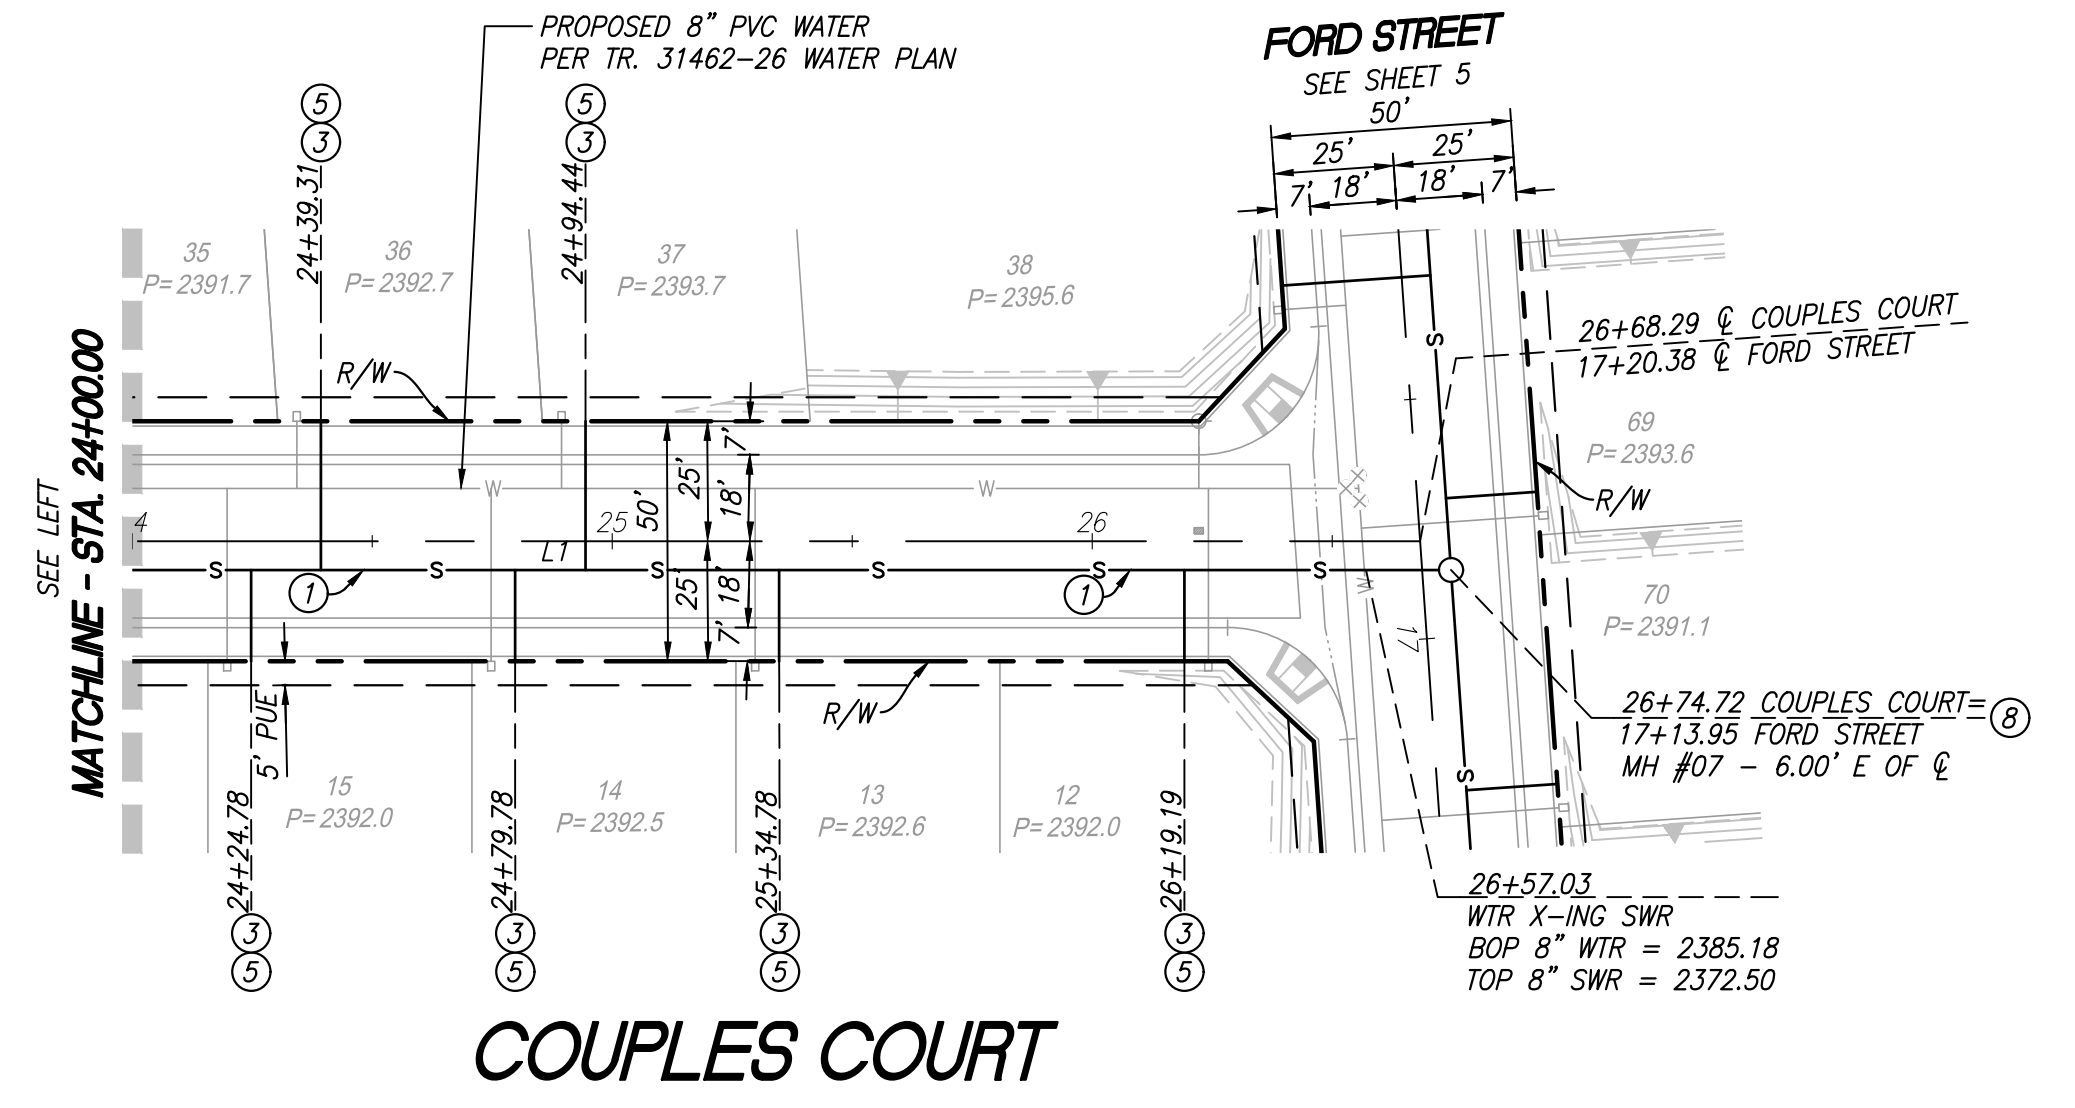 PROPOSED 8" PVC WATER
PER TR. 31462-26 WATER PLAN
FORD STREET
SEE SHEET 5
50'
25' 25'
7' 18' 18' 7'
5
3
24+39.31
5
3
24+94.44
35
P=2391.7
36
P=2392.7
37
P=2393.7
38
P=2395.6
26+68.29 ℄ COUPLES COURT
17+20.38 ℄ FORD STREET
R/W
SEE LEFT
MATCHLINE - STA. 24+00.00
69
P=2393.6
R/W
W W
4 25 26
50'
25'
25'
7'
18'
18'
7'
L1
S S S S S S
1 1
S
S
W
17
70
P=2391.1
R/W
5' PUE
26+74.72 COUPLES COURT=
17+13.95 FORD STREET
MH #07 - 6.00' E OF ℄
8
15
P=2392.0
14
P=2392.5
13
P=2392.6
12
P=2392.0
24+24.78
3
5
24+79.78
3
5
25+34.78
3
5
26+19.19
3
5
26+57.03
WTR X-ING SWR
BOP 8" WTR = 2385.18
TOP 8" SWR = 2372.50
COUPLES COURT